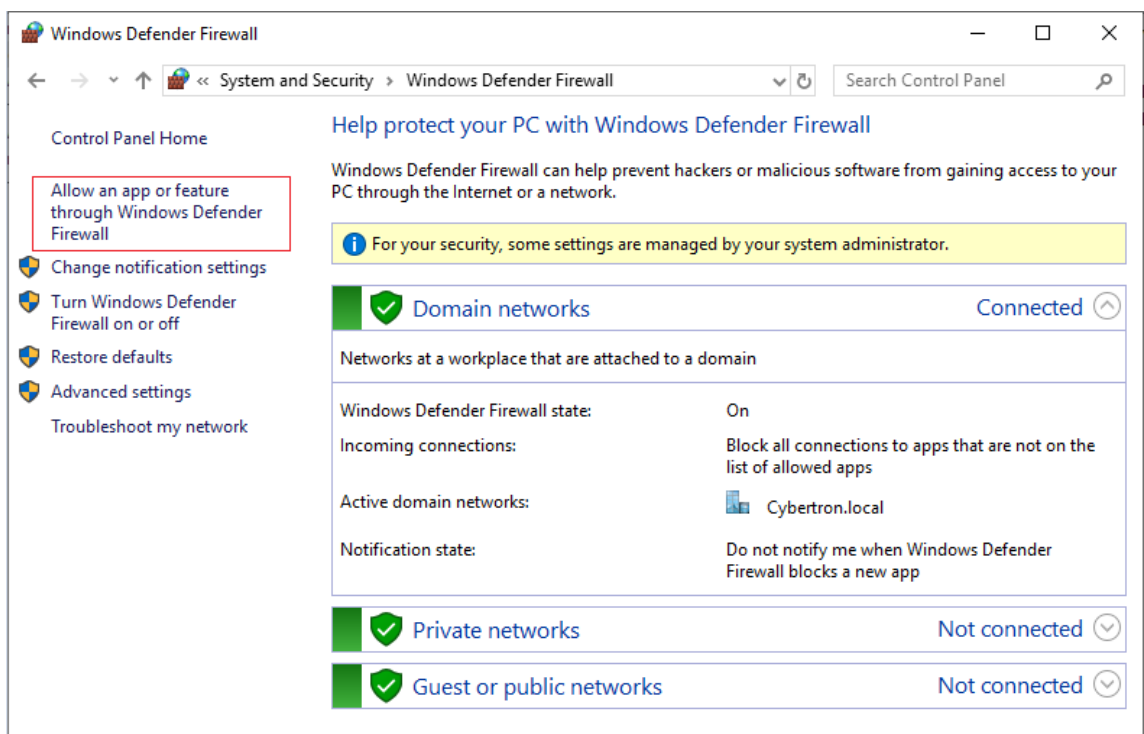 Windows Defender Firewall
« System and Security > Windows Defender Firewall
Search Control Panel
Control Panel Home
Allow an app or feature
through Windows Defender
Firewall
Change notification settings
Turn Windows Defender
Firewall on or off
Restore defaults
Advanced settings
Troubleshoot my network
Help protect your PC with Windows Defender Firewall
Windows Defender Firewall can help prevent hackers or malicious software from gaining access to your
PC through the Internet or a network.
For your security, some settings are managed by your system administrator.
Domain networks Connected
Networks at a workplace that are attached to a domain
Windows Defender Firewall state: On
Incoming connections: Block all connections to apps that are not on the
list of allowed apps
Active domain networks: Cybertron.local
Notification state: Do not notify me when Windows Defender
Firewall blocks a new app
Private networks Not connected
Guest or public networks Not connected